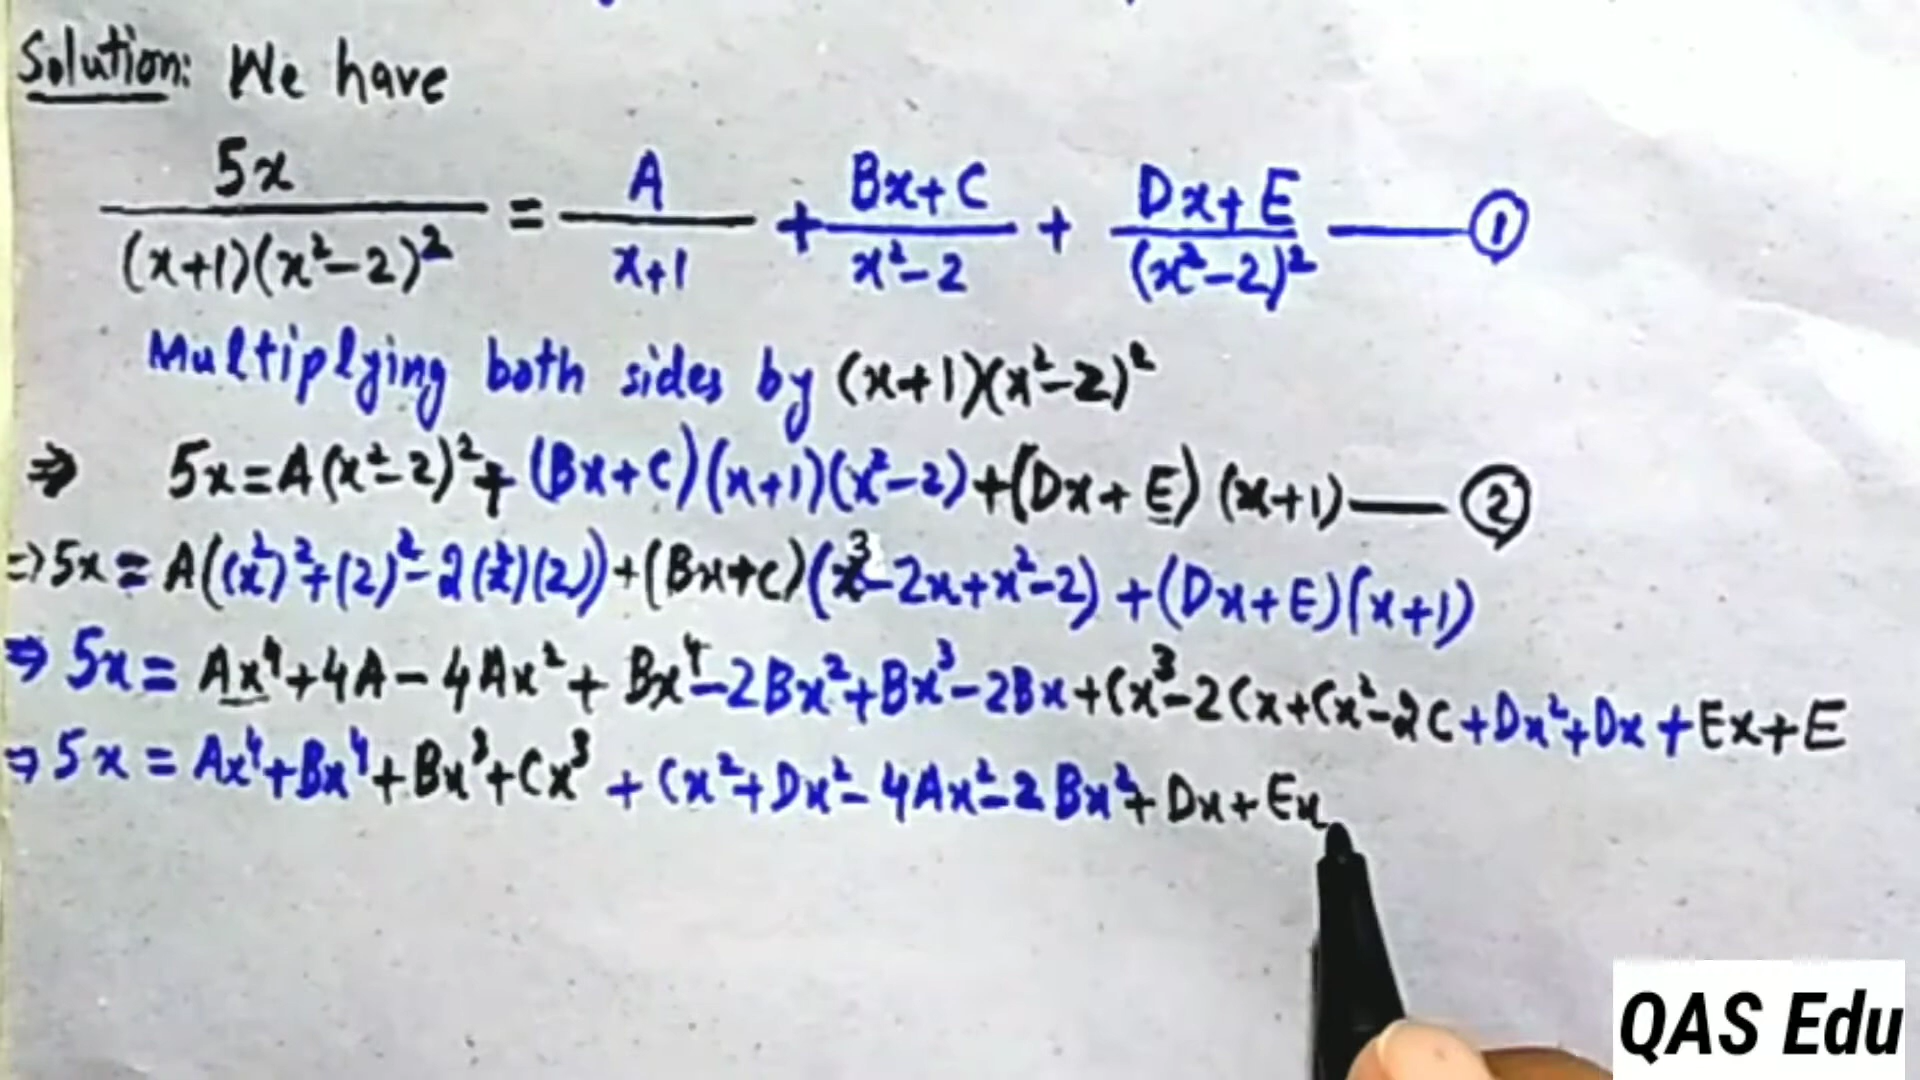 Solution: We have
5x / (x+1)(x²-2)² = A / x+1 + Bx+C / x²-2 + Dx+E / (x²-2)² —— ①
Multiplying both sides by (x+1)(x²-2)²
⇒ 5x = A(x²-2)² + (Bx+C)(x+1)(x²-2) + (Dx+E)(x+1) —— ②
⇒ 5x = A((x²)²+(2)²-2(x²)(2)) + (Bx+C)(x³-2x+x²-2) + (Dx+E)(x+1)
⇒ 5x = Ax⁴+4A-4Ax²+Bx⁴-2Bx²+Bx³-2Bx+Cx³-2Cx+Cx²-2C+Dx²+Dx+Ex+E
⇒ 5x = Ax⁴+Bx⁴+Bx³+Cx³+Cx²+Dx²-4Ax²-2Bx²+Dx+Ex
QAS Edu